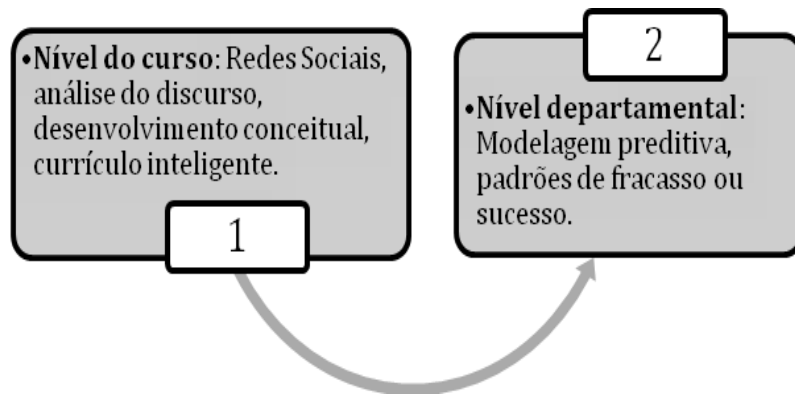 •Nível do curso: Redes Sociais,
análise do discurso,
desenvolvimento conceitual,
currículo inteligente.
1
2
•Nível departamental:
Modelagem preditiva,
padrões de fracasso ou
sucesso.